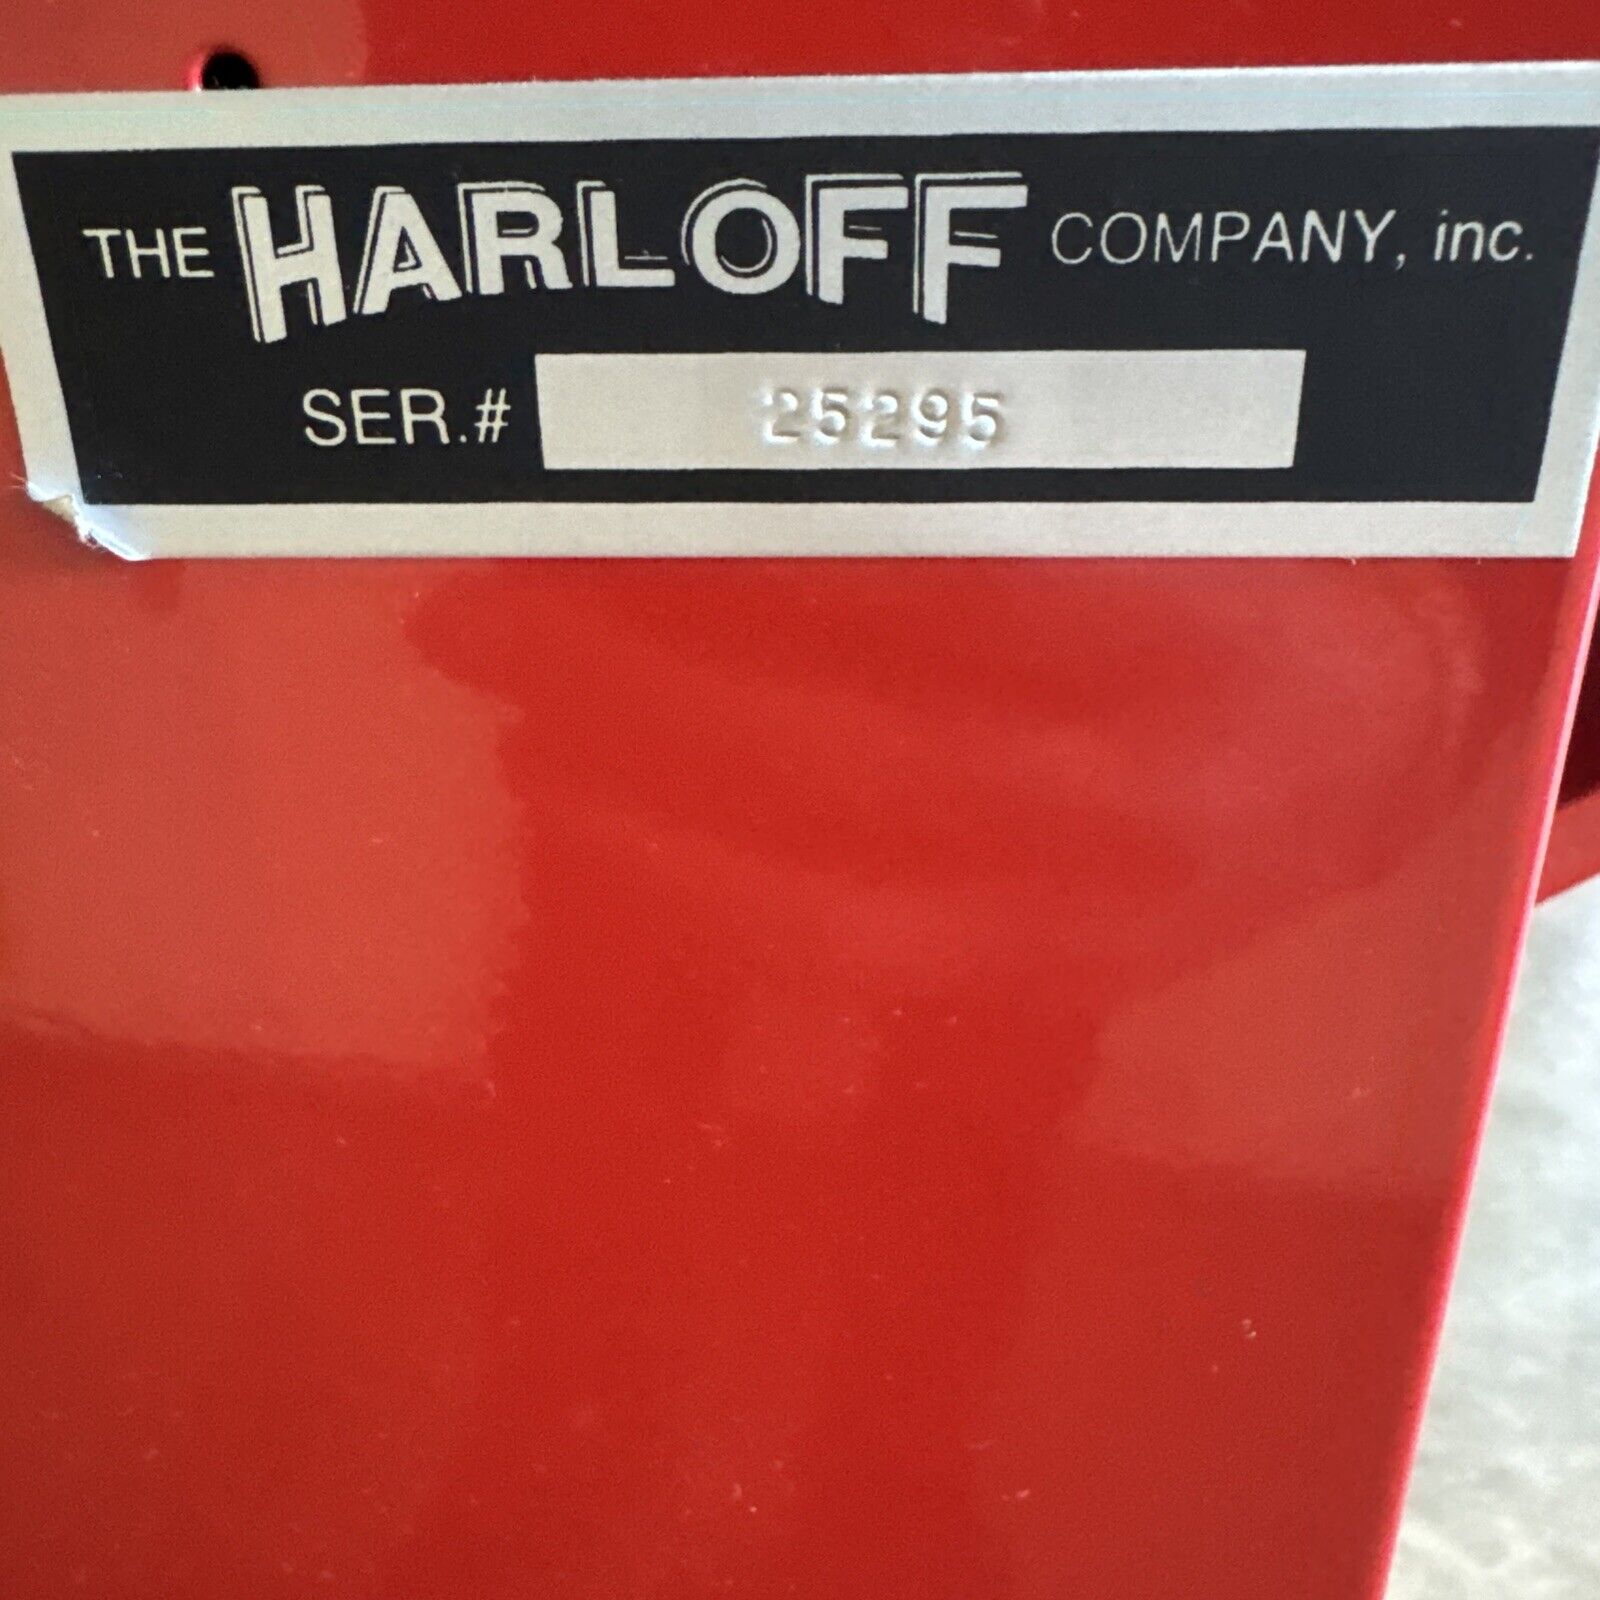 THE HARLOFF COMPANY, inc.
SER.# 25295